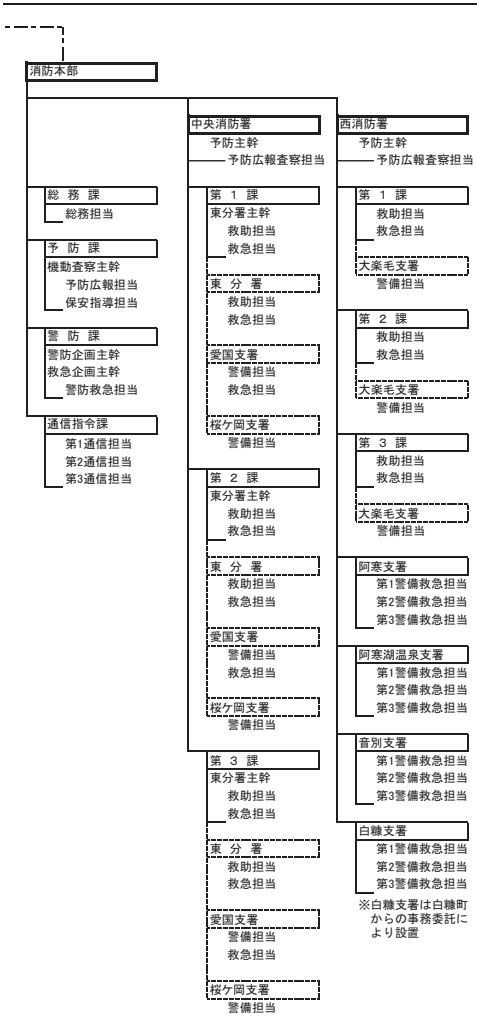 消防本部
総務課
総務担当
予防課
機動査察主幹
予防広報担当
保安指導担当
警防課
警防企画主幹
救急企画主幹
警防救急担当
通信指令課
第1通信担当
第2通信担当
第3通信担当
中央消防署
予防主幹
予防広報査察担当
第1課
東分署主幹
救助担当
救急担当
東分署
救助担当
救急担当
愛国支署
警備担当
救急担当
桜ケ岡支署
警備担当
第2課
東分署主幹
救助担当
救急担当
東分署
救助担当
救急担当
愛国支署
警備担当
救急担当
桜ケ岡支署
警備担当
第3課
東分署主幹
救助担当
救急担当
東分署
救助担当
救急担当
愛国支署
警備担当
救急担当
桜ケ岡支署
警備担当
西消防署
予防主幹
予防広報査察担当
第1課
救助担当
救急担当
大楽毛支署
警備担当
第2課
救助担当
救急担当
大楽毛支署
警備担当
第3課
救助担当
救急担当
大楽毛支署
警備担当
阿寒支署
第1警備救急担当
第2警備救急担当
第3警備救急担当
阿寒湖温泉支署
第1警備救急担当
第2警備救急担当
第3警備救急担当
音別支署
第1警備救急担当
第2警備救急担当
第3警備救急担当
白糠支署
第1警備救急担当
第2警備救急担当
第3警備救急担当
※白糠支署は白糠町
からの事務委託に
より設置